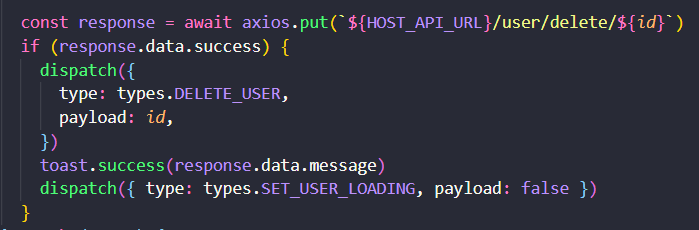 const response = await axios.put(`${HOST_API_URL}/user/delete/${id}`)
if (response.data.success) {
dispatch({
type: types.DELETE_USER,
payload: id,
})
toast.success(response.data.message)
dispatch({ type: types.SET_USER_LOADING, payload: false })
}